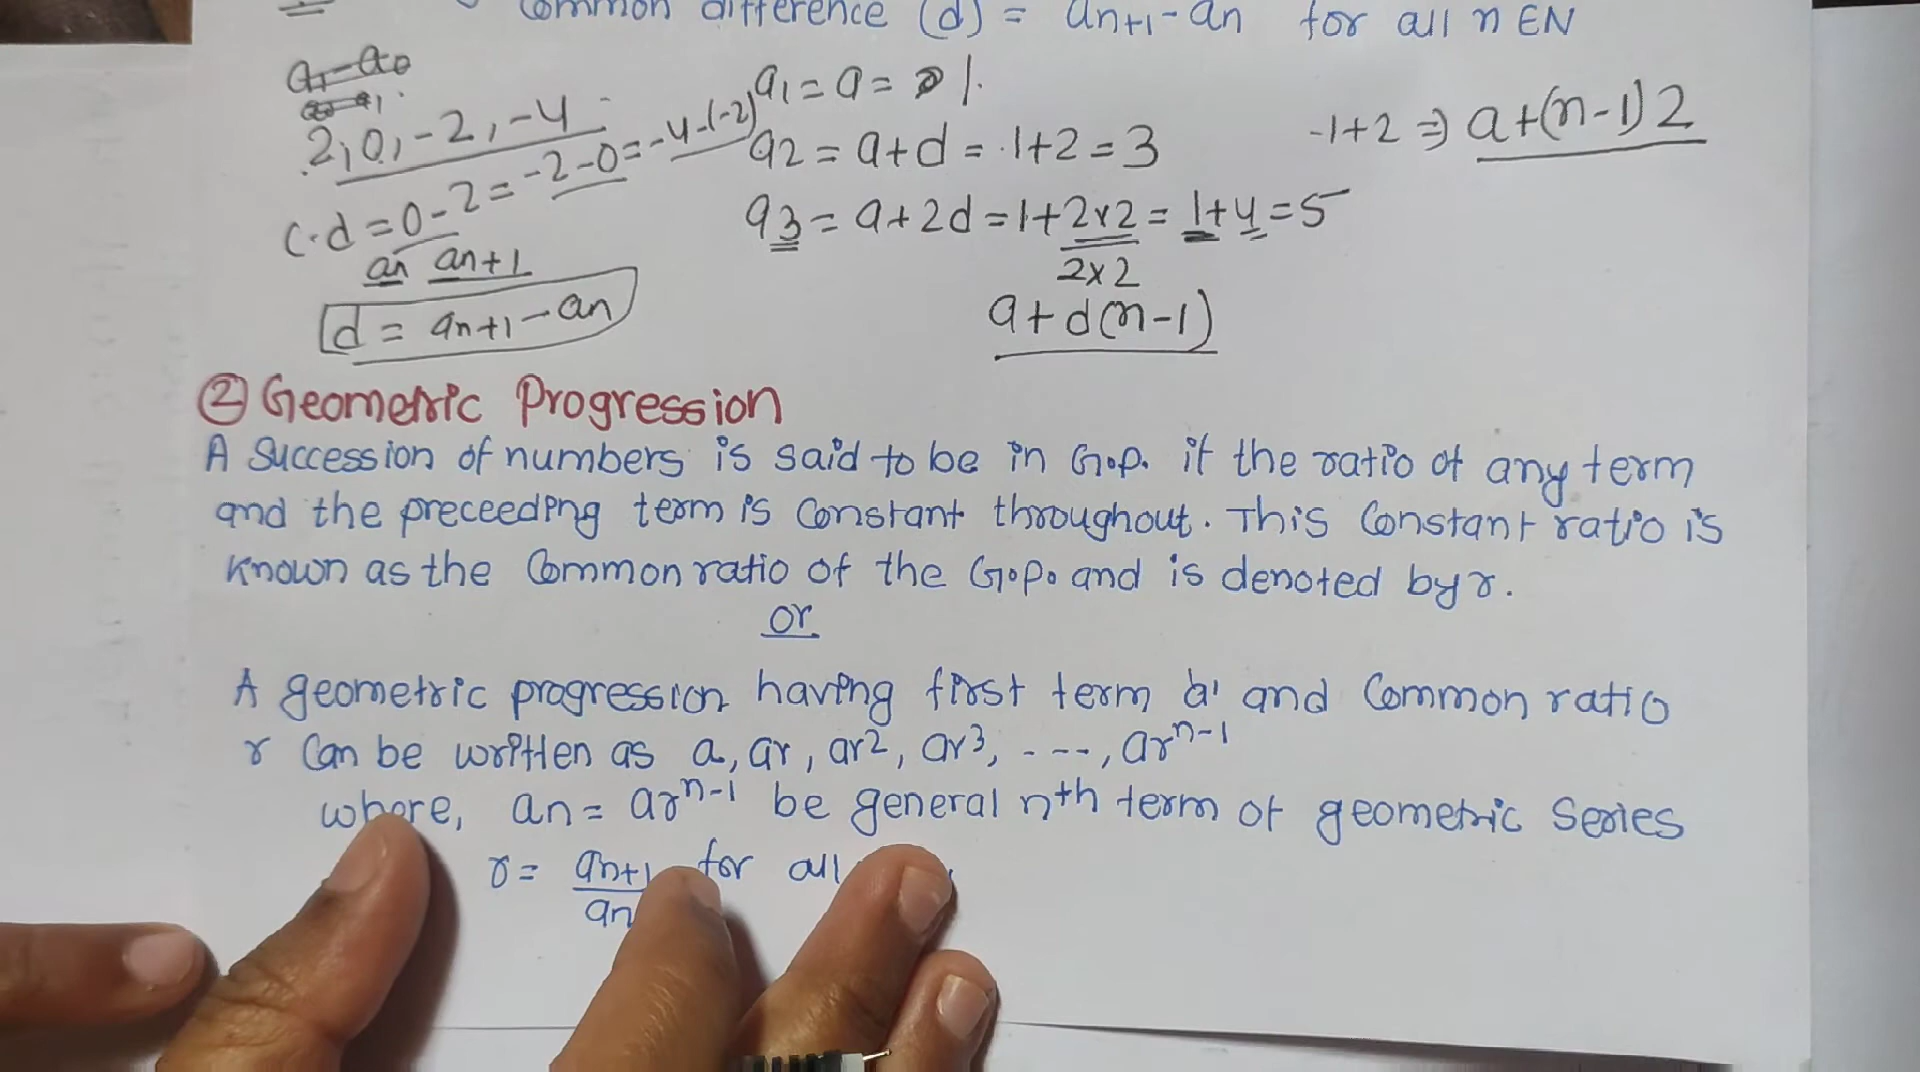 common difference (d) = an+1 - an for all n ∈ N
2, 0, -2, -4
c.d = 0 - 2 = -2 - 0 = -4 - (-2)
an an+1
d = an+1 - an
a1 = a = 1.
a2 = a + d = 1 + 2 = 3
a3 = a + 2d = 1 + 2×2 = 1 + 4 = 5
2×2
a + d(n-1)
-1+2 ⇒ a+(n-1)2
② Geometric Progression
A Succession of numbers is said to be in G.P. if the ratio of any term
and the preceeding term is Constant throughout. This Constant ratio is
known as the Common ratio of the G.P. and is denoted by r.
or
A geometric progression having first term 'a' and Common ratio
r Can be written as a, ar, ar², ar³, ----, arⁿ⁻¹
where, an = arⁿ⁻¹ be general nth term of geometric Series
r = an+1/an for all